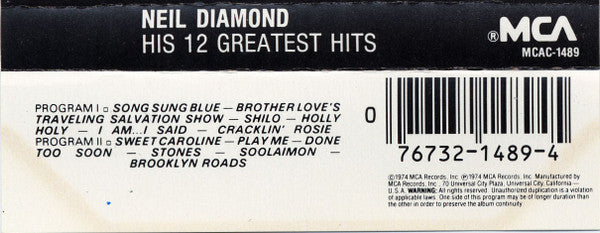 NEIL DIAMOND
HIS 12 GREATEST HITS
®MCA
MCAC-1489
PROGRAM I □ SONG SUNG BLUE — BROTHER LOVE'S
TRAVELING SALVATION SHOW — SHILO — HOLLY
HOLY — I AM...I SAID — CRACKLIN' ROSIE
PROGRAM II □ SWEET CAROLINE — PLAY ME — DONE
TOO SOON — STONES — SOOLAIMON —
BROOKLYN ROADS
0
76732-1489-4
©1974 MCA Records, Inc. ℗1974 MCA Records, Inc. Manufactured by
MCA Records, Inc., 70 Universal City Plaza, Universal City, California —
U.S.A. WARNING: All rights reserved. Unauthorized duplication is a violation
of applicable laws. One side of this program may be of longer duration than
the other in order to preserve the album continuity